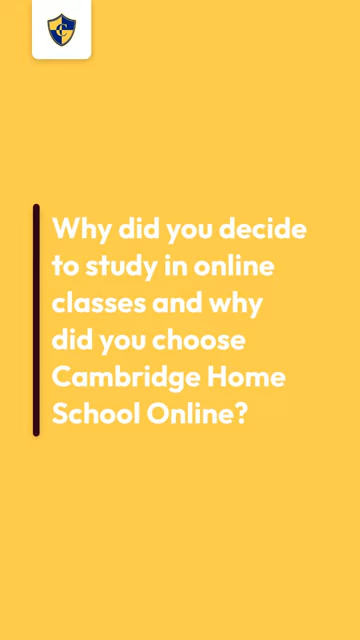 C
Why did you decide
to study in online
classes and why
did you choose
Cambridge Home
School Online?